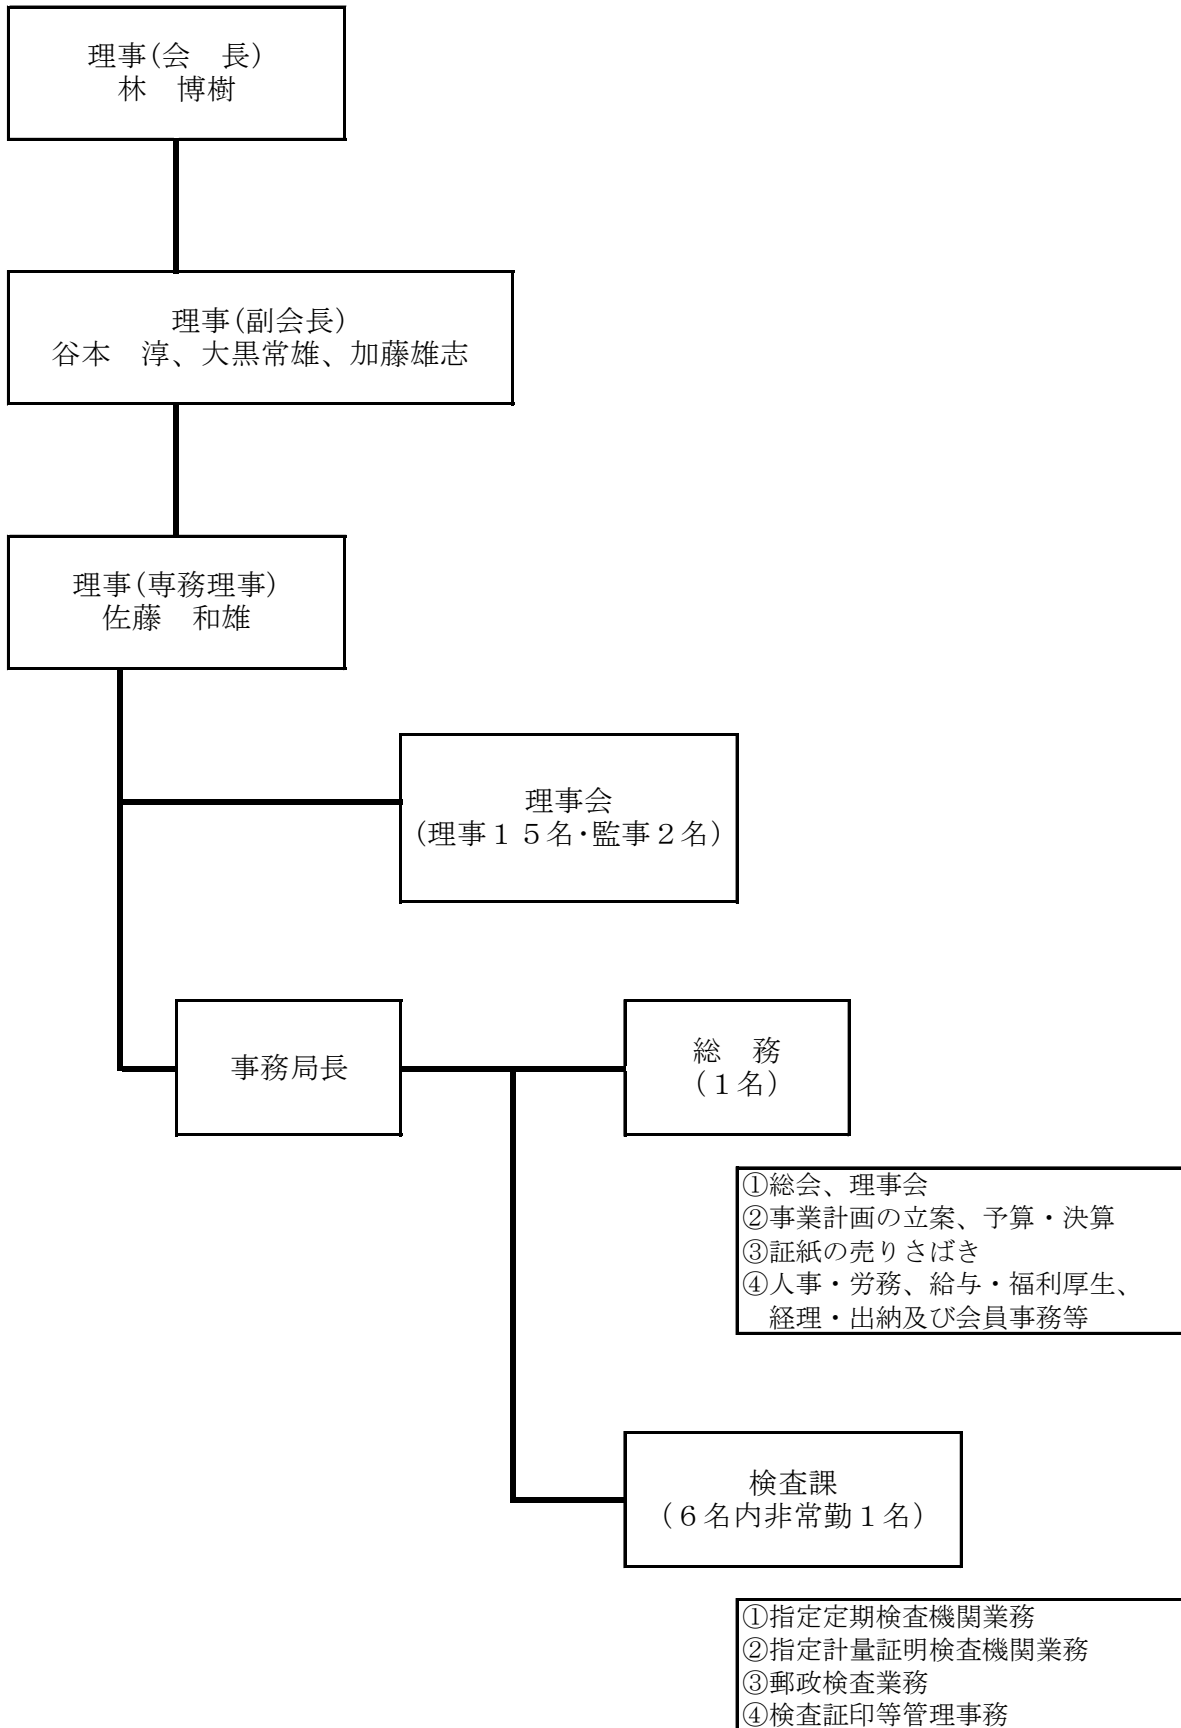 理事(会　長)
林　博樹
理事(副会長)
谷本　淳、大黒常雄、加藤雄志
理事(専務理事)
佐藤　和雄
理事会
(理事１５名･監事２名)
事務局長
総　務
(１名)
①総会、理事会
②事業計画の立案、予算・決算
③証紙の売りさばき
④人事・労務、給与・福利厚生、
　経理・出納及び会員事務等
検査課
(６名内非常勤１名)
①指定定期検査機関業務
②指定計量証明検査機関業務
③郵政検査業務
④検査証印等管理事務